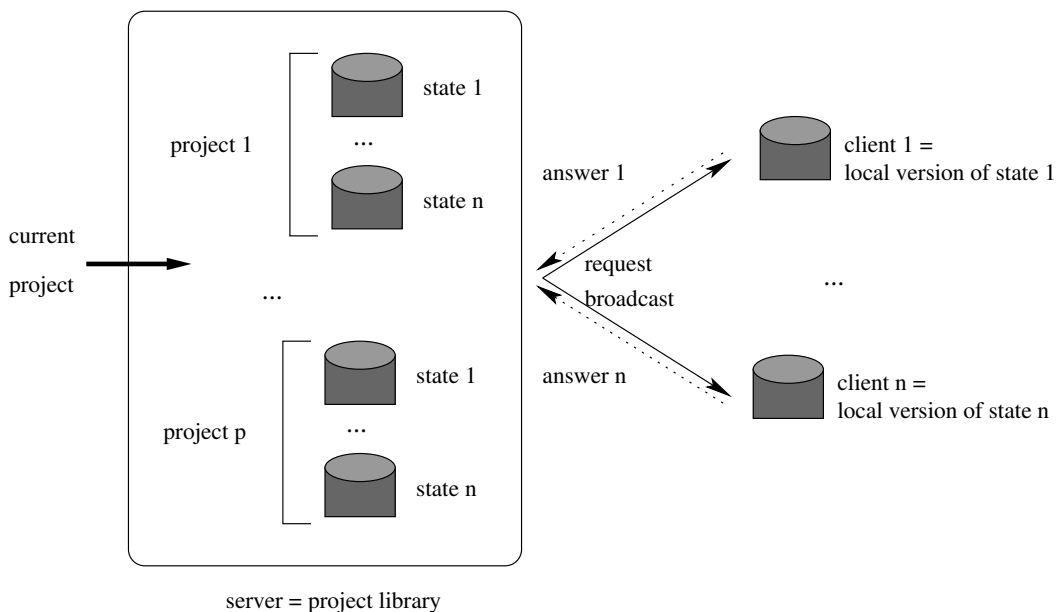 state 1
project 1
...
state n
current
project
...
state 1
project p
...
state n
server = project library
answer 1
request
broadcast
answer n
client 1 =
local version of state 1
...
client n =
local version of state n